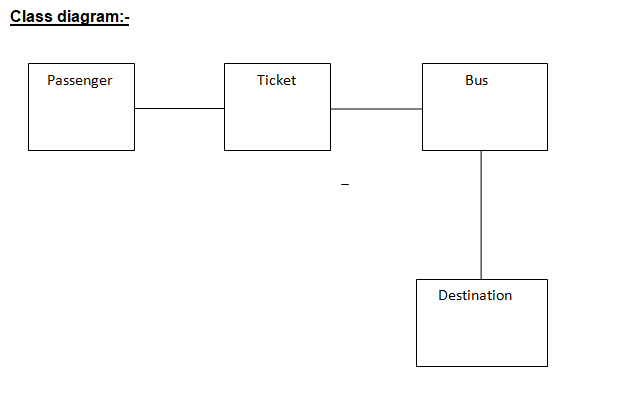 Class diagram:-
Passenger
Ticket
Bus
Destination